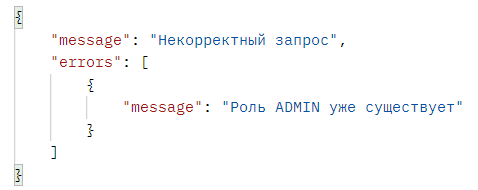 {
    "message": "Некорректный запрос",
    "errors": [
        {
            "message": "Роль ADMIN уже существует"
        }
    ]
}